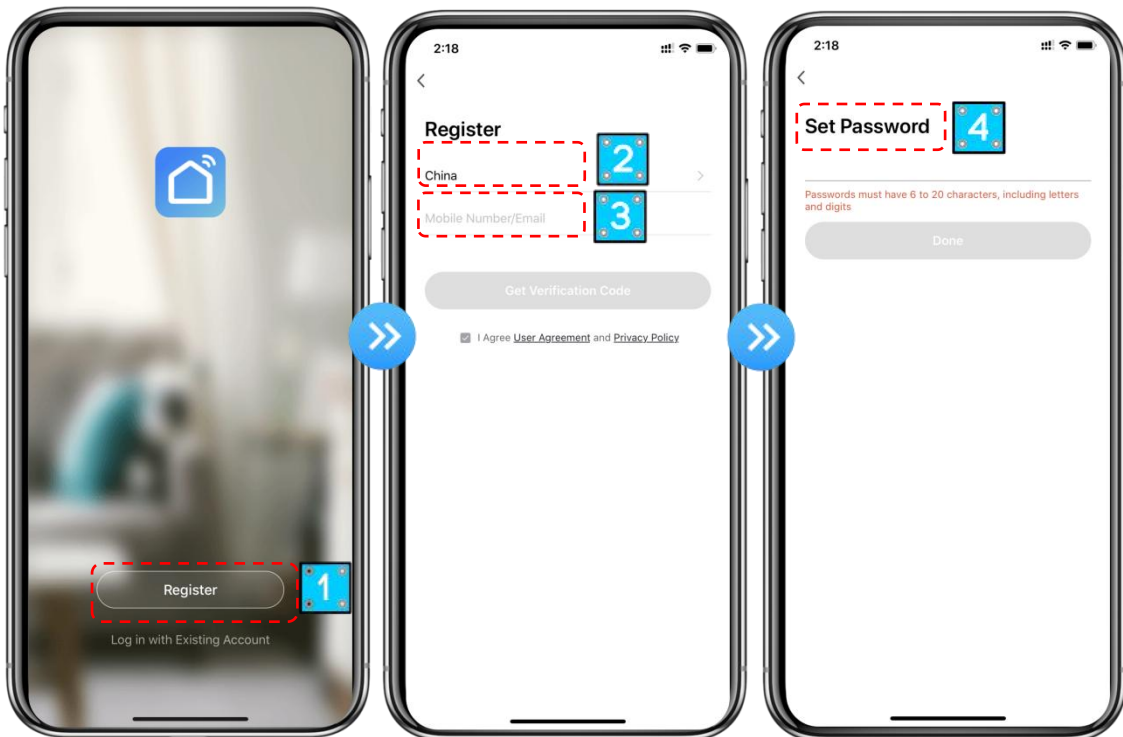 Register
1
Log in with Existing Account
2:18
Register
China
2
Mobile Number/Email
3
Get Verification Code
I Agree User Agreement and Privacy Policy
2:18
Set Password
4
Passwords must have 6 to 20 characters, including letters
and digits
Done